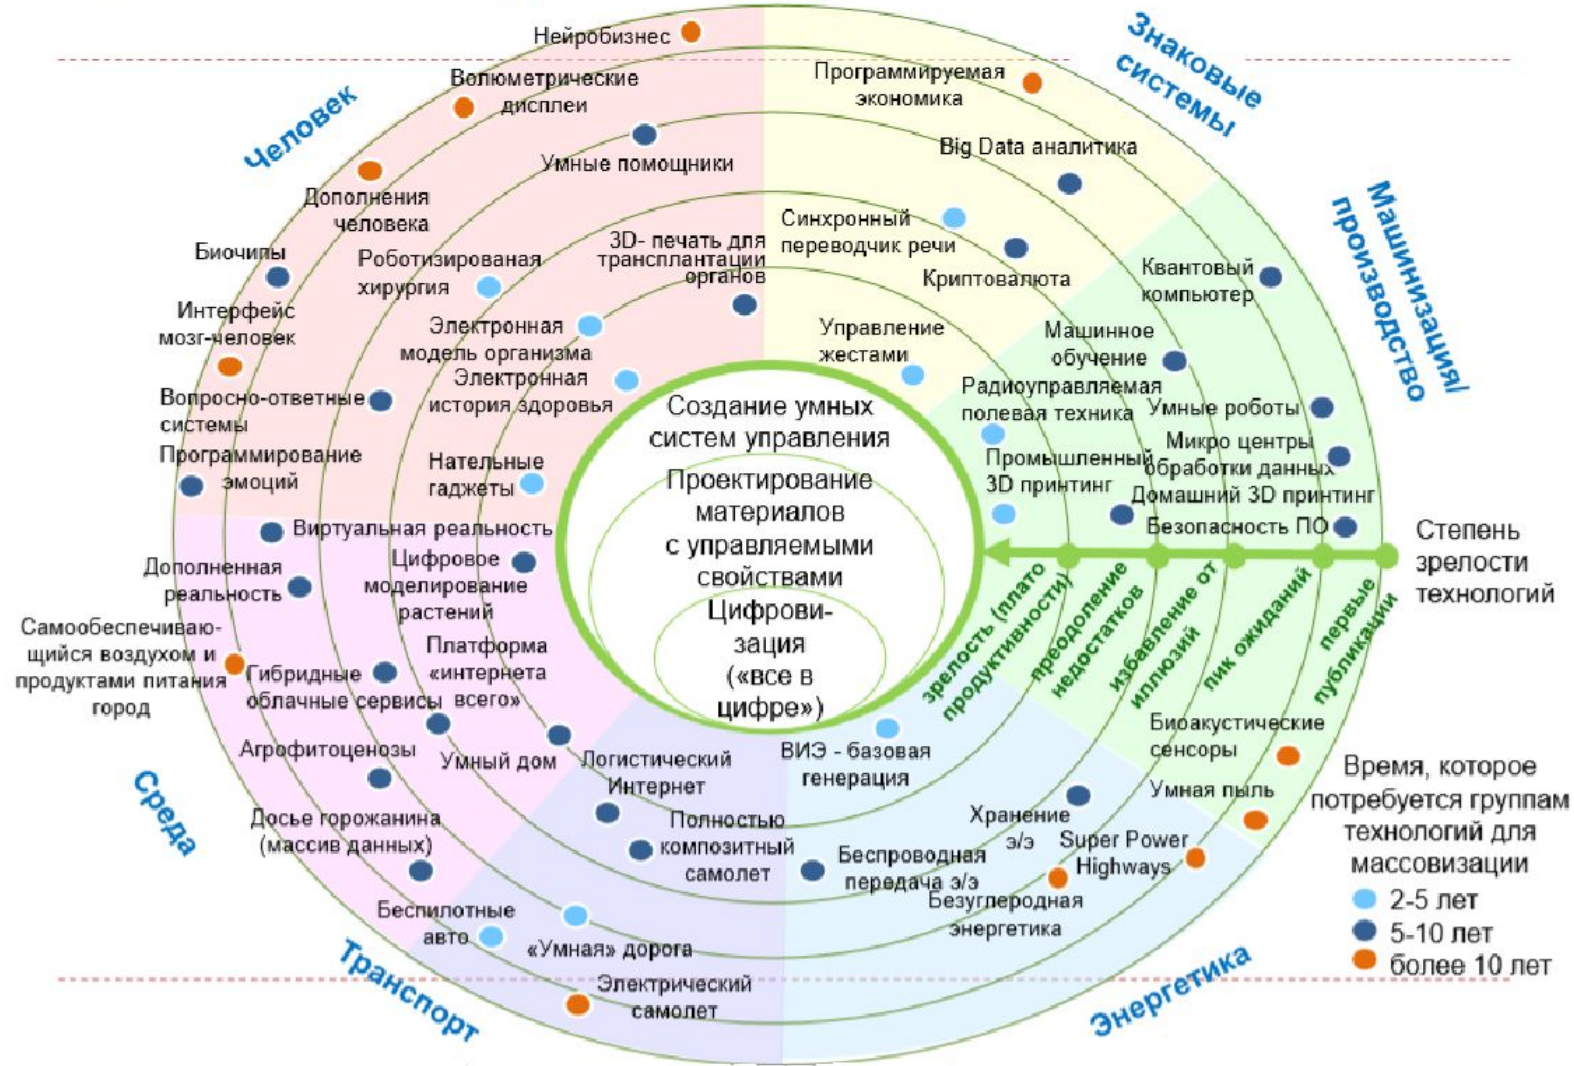 Нейробизнес
Волюметрические
дисплеи
Человек
Умные помощники
Дополнения
человека
Биочипы
Роботизированая
хирургия
3D- печать для
трансплантации
органов
Интерфейс
мозг-человек
Электронная
модель организма
Электронная
история здоровья
Вопросно-ответные
системы
Программирование
эмоций
Нательные
гаджеты
Знаковые
системы
Программируемая
экономика
Big Data аналитика
Синхронный
переводчик речи
Криптовалюта
Управление
жестами
Машинизация/
производство
Квантовый
компьютер
Машинное
обучение
Радиоуправляемая
полевая техника
Умные роботы
Микро центры
обработки данных
Промышленный
3D принтинг
Домашний 3D принтинг
Безопасность ПО
Создание умных
систем управления
Проектирование
материалов
с управляемыми
свойствами
Цифрови-
зация
(«все в
цифре»)
Степень
зрелости
технологий
зрелость (плато
продуктивности)
преодоление
недостатков
избавление от
иллюзий
пик ожиданий
первые
публикации
Виртуальная реальность
Дополненная
реальность
Цифровое
моделирование
растений
Самообеспечиваю-
щийся воздухом и
продуктами питания
город
Гибридные
облачные сервисы
Платформа
«интернета
всего»
Агрофитоценозы
Умный дом
Досье горожанина
(массив данных)
Среда
Логистический
Интернет
Полностью
композитный
самолет
Беспилотные
авто
«Умная» дорога
Электрический
самолет
Транспорт
ВИЭ - базовая
генерация
Хранение
э/э
Беспроводная
передача э/э
Super Power
Highways
Безуглеродная
энергетика
Энергетика
Биоакустические
сенсоры
Умная пыль
Время, которое
потребуется группам
технологий для
массовизации
2-5 лет
5-10 лет
более 10 лет